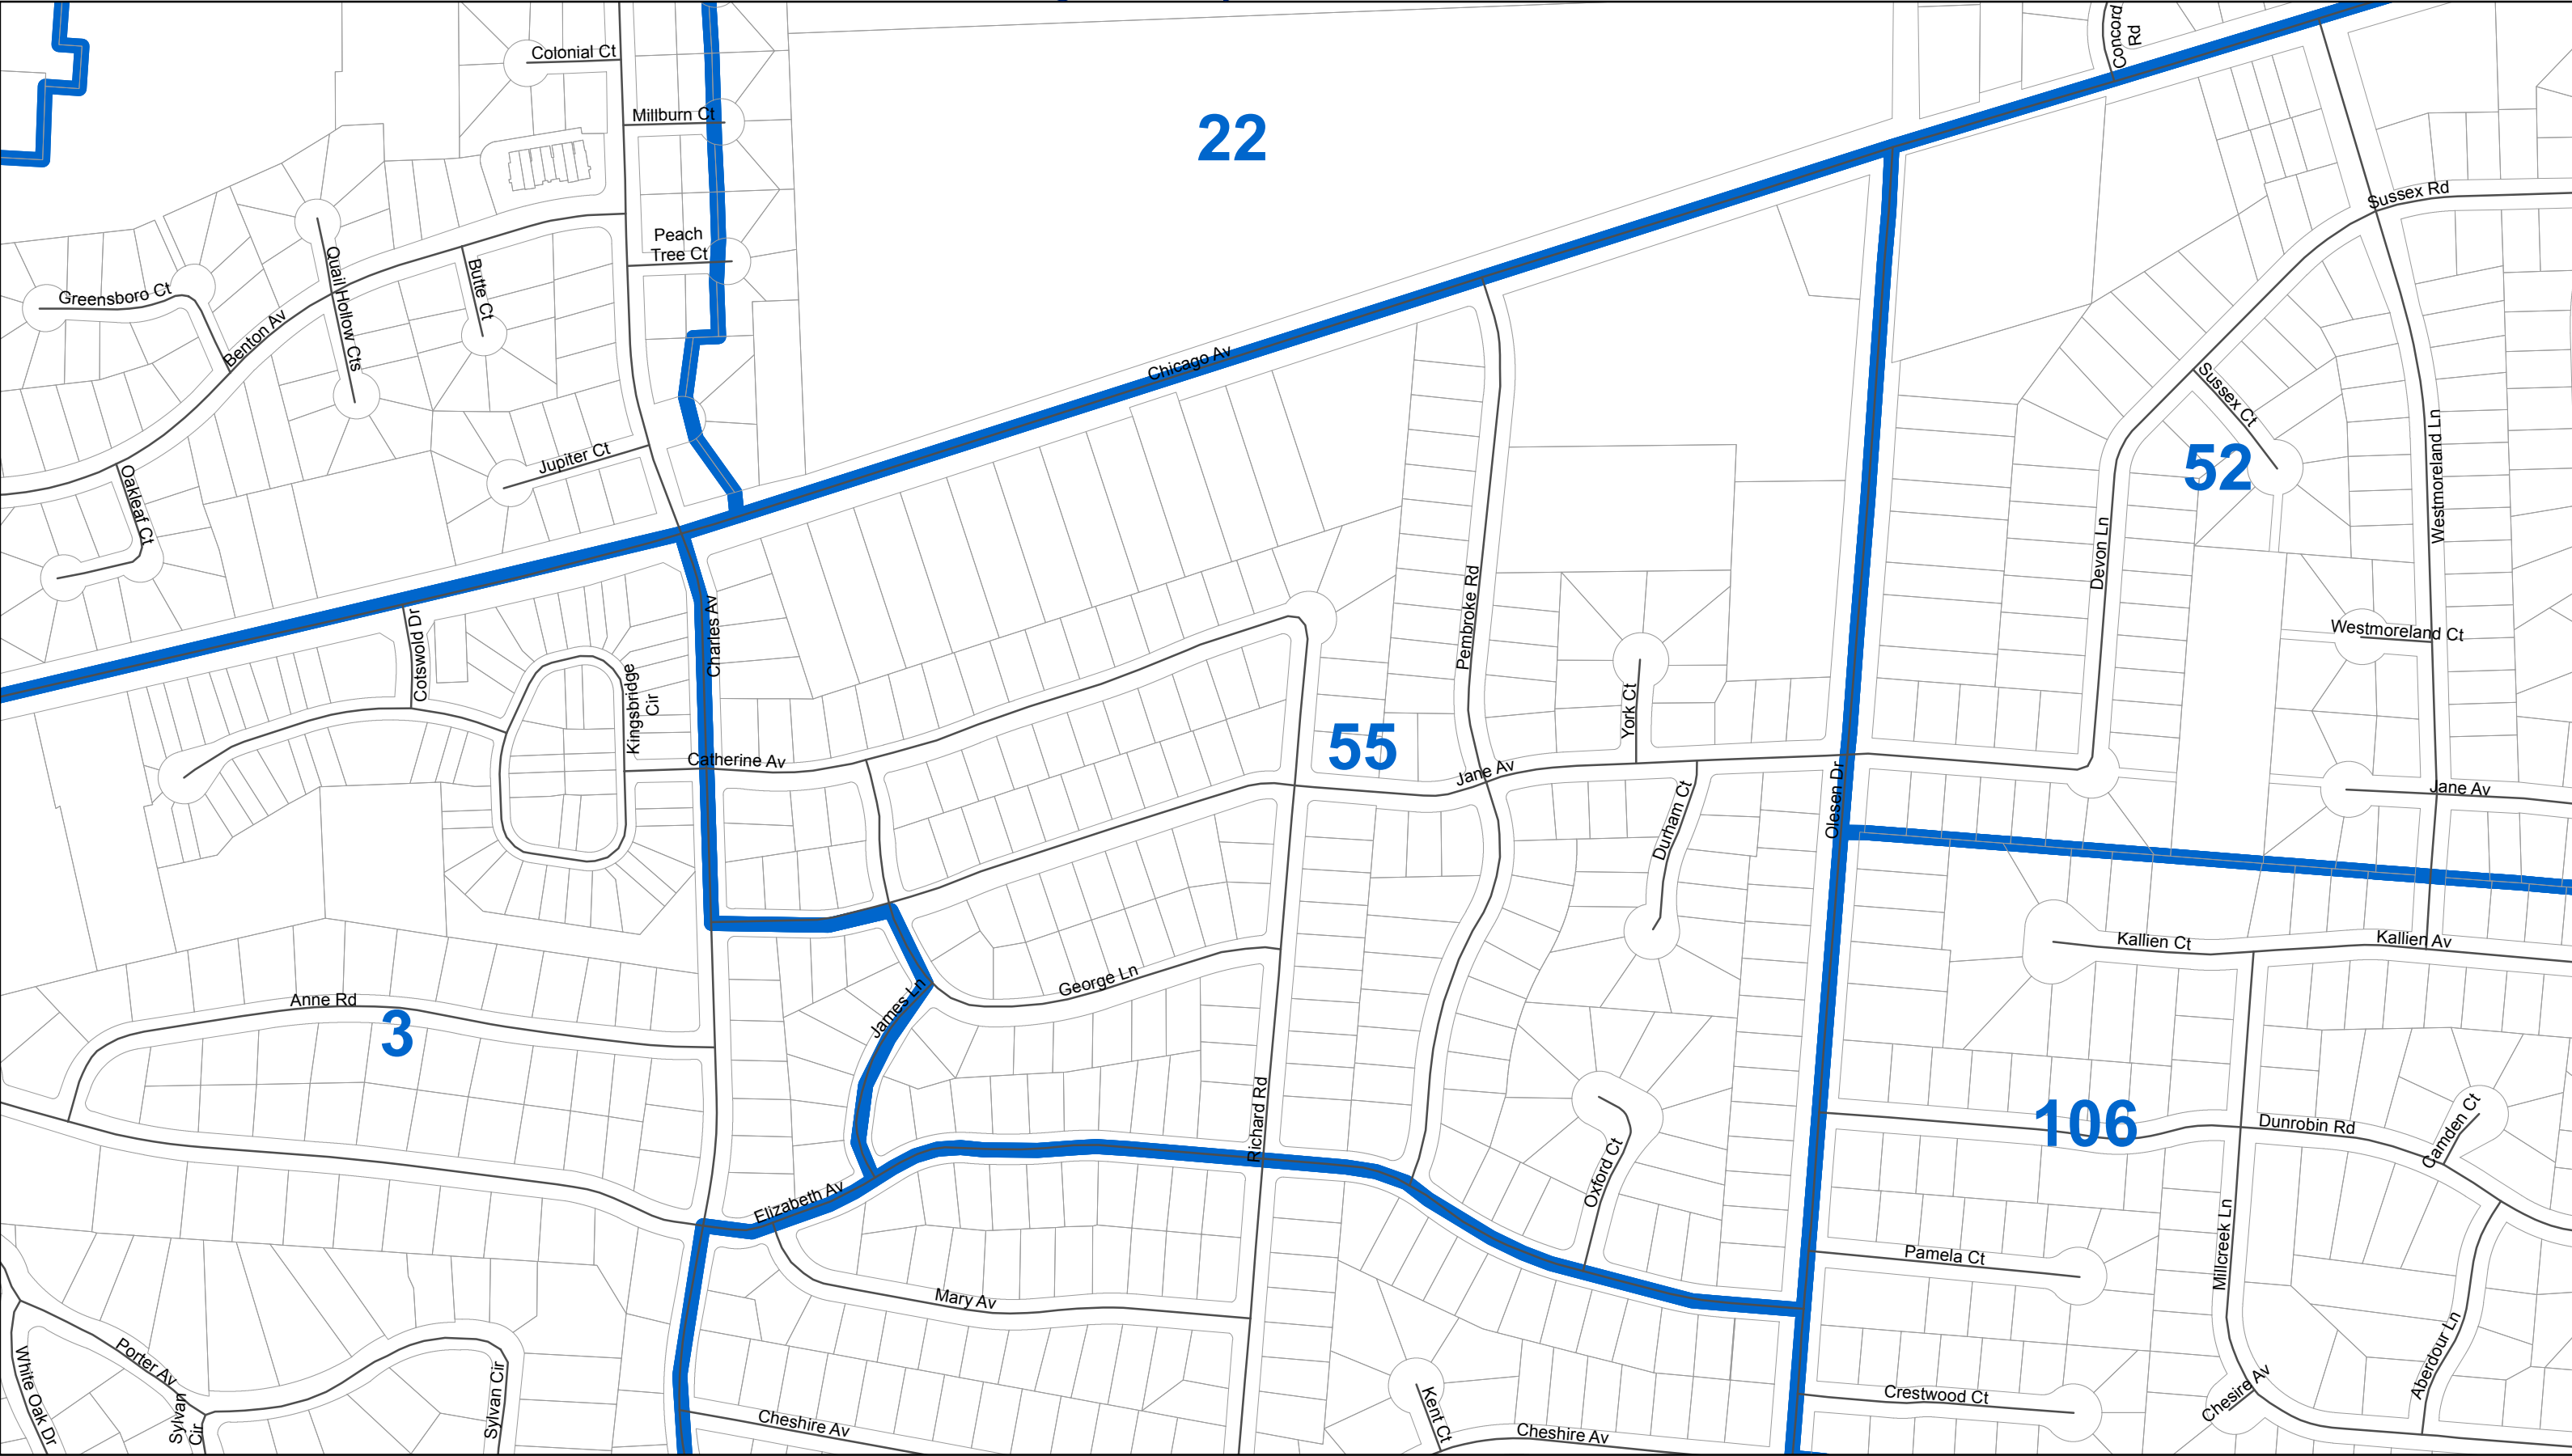 Colonial Ct
Concord
Rd
Millburn Ct
22
Peach
Tree Ct
Sussex Rd
Quail Hollow Cts
Butte Ct
Greensboro Ct
Benton Av
Chicago Av
Sussex Ct
52
Westmoreland Ln
Jupiter Ct
Oakleaf Ct
Devon Ln
Cotswold Dr
Charles Av
Pembroke Rd
Westmoreland Ct
Kingsbridge
Cir
York Ct
55
Catherine Av
Jane Av
Jane Av
Olesen Dr
Durham Ct
Kallien Ct
Kallien Av
George Ln
Anne Rd
3
James Ln
Richard Rd
106
Dunrobin Rd
Camden Ct
Oxford Ct
Elizabeth Av
Pamela Ct
Millcreek Ln
Mary Av
Porter Av
White Oak Dr
Sylvan
Cir
Sylvan Cir
Aberdour Ln
Chesire Av
Crestwood Ct
Kent Ct
Cheshire Av
Cheshire Av